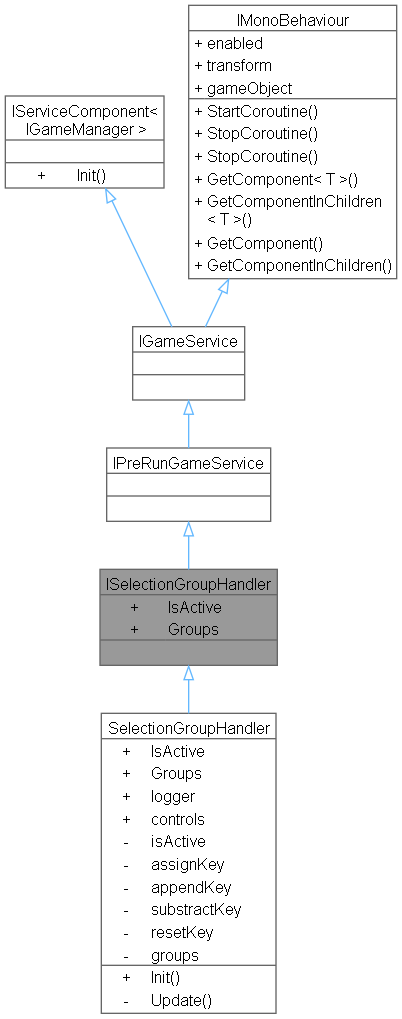 IMonoBehaviour
+ enabled
+ transform
+ gameObject
+ StartCoroutine()
+ StopCoroutine()
+ StopCoroutine()
+ GetComponent< T >()
+ GetComponentInChildren
< T >()
+ GetComponent()
+ GetComponentInChildren()
IServiceComponent<
IGameManager >
+ Init()
IGameService
IPreRunGameService
ISelectionGroupHandler
+ IsActive
+ Groups
SelectionGroupHandler
+ IsActive
+ Groups
+ logger
+ controls
- isActive
- assignKey
- appendKey
- substractKey
- resetKey
- groups
+ Init()
- Update()